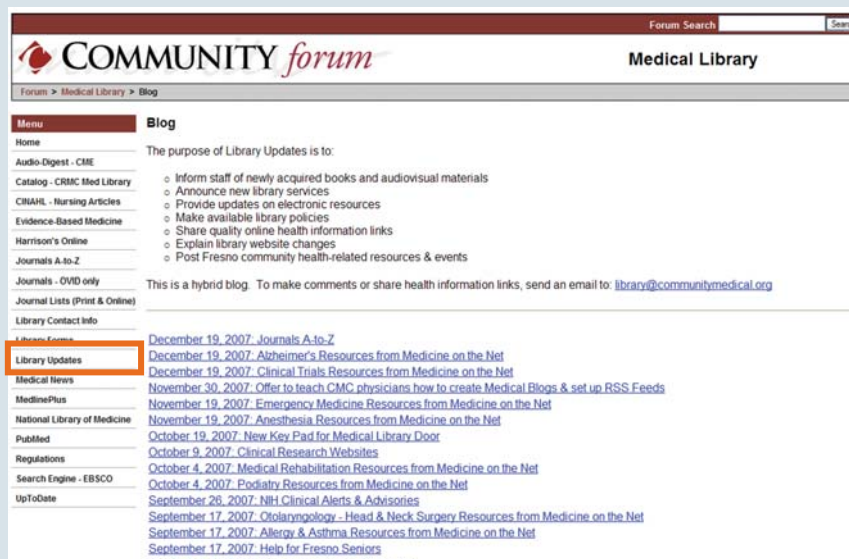 Forum Search
COMMUNITY forum
Medical Library
Forum > Medical Library > Blog
Menu
Home
Audio-Digest - CME
Catalog - CRMC Med Library
CINAHL - Nursing Articles
Evidence-Based Medicine
Harrison's Online
Journals A-to-Z
Journals - OVID only
Journal Lists (Print & Online)
Library Contact Info
Library Forms
Library Updates
Medical News
MedlinePlus
National Library of Medicine
PubMed
Regulations
Search Engine - EBSCO
UpToDate
Blog
The purpose of Library Updates is to:
Inform staff of newly acquired books and audiovisual materials
Announce new library services
Provide updates on electronic resources
Make available library policies
Share quality online health information links
Explain library website changes
Post Fresno community health-related resources & events
This is a hybrid blog. To make comments or share health information links, send an email to: library@communitymedical.org
December 19, 2007: Journals A-to-Z
December 19, 2007: Alzheimer's Resources from Medicine on the Net
December 19, 2007: Clinical Trials Resources from Medicine on the Net
November 30, 2007: Offer to teach CMC physicians how to create Medical Blogs & set up RSS Feeds
November 19, 2007: Emergency Medicine Resources from Medicine on the Net
November 19, 2007: Anesthesia Resources from Medicine on the Net
October 19, 2007: New Key Pad for Medical Library Door
October 9, 2007: Clinical Research Websites
October 4, 2007: Medical Rehabilitation Resources from Medicine on the Net
October 4, 2007: Podiatry Resources from Medicine on the Net
September 26, 2007: NIH Clinical Alerts & Advisories
September 17, 2007: Otolaryngology - Head & Neck Surgery Resources from Medicine on the Net
September 17, 2007: Allergy & Asthma Resources from Medicine on the Net
September 17, 2007: Help for Fresno Seniors